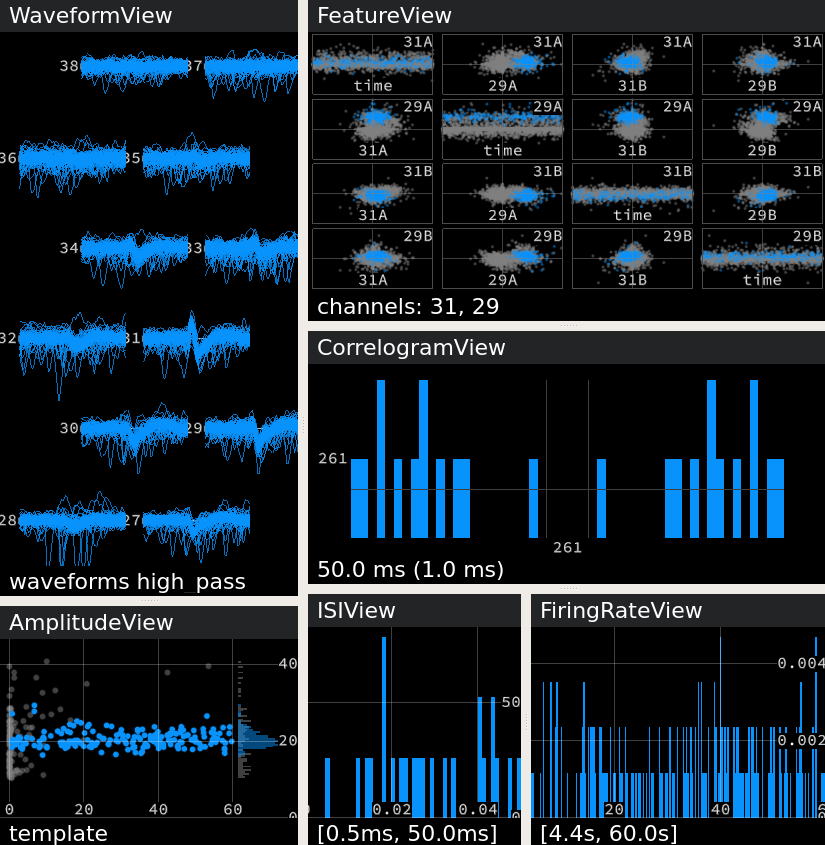 WaveformView
38 37
36 35
34 33
32 31
30 29
28 27
waveforms high_pass
FeatureView
31A 31A 31A 31A
time 29A 31B 29B
29A 29A 29A 29A
31A time 31B 29B
31B 31B 31B 31B
31A 29A time 29B
29B 29B 29B 29B
31A 29A 31B time
channels: 31, 29
CorrelogramView
261
261
50.0 ms (1.0 ms)
AmplitudeView
40
20
0
0 20 40 60
template
ISIView
50
0.02 0.04
0
[0.5ms, 50.0ms]
FiringRateView
0.004
0.002
20 40
[4.4s, 60.0s]